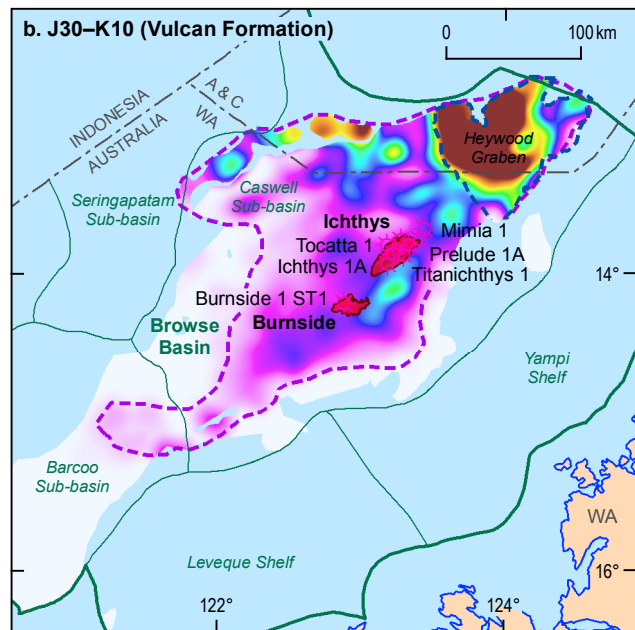 b. J30–K10 (Vulcan Formation)
0 100 km
INDONESIA
AUSTRALIA
A & C
WA
Heywood
Graben
Seringapatam
Sub-basin
Caswell
Sub-basin
Ichthys
Mimia 1
Tocatta 1
Prelude 1A
Ichthys 1A
Titanichthys 1
14°
Burnside 1 ST1
Burnside
Browse
Basin
Yampi
Shelf
Barcoo
Sub-basin
WA
Leveque Shelf
16°
122°
124°